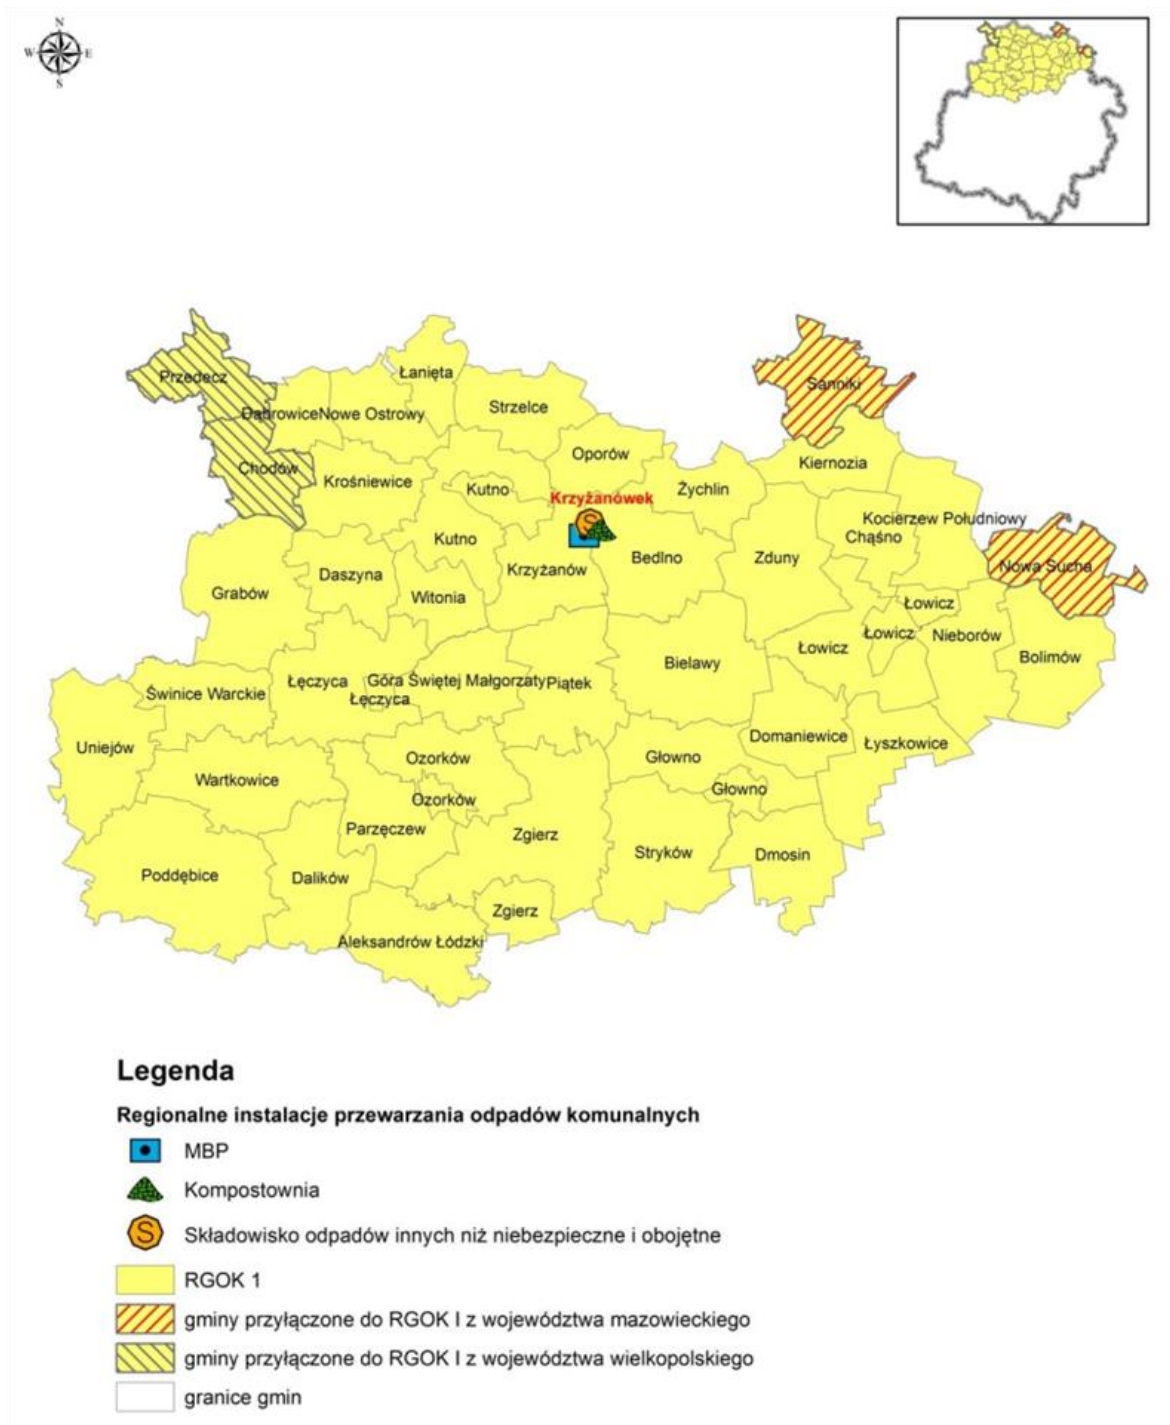 N
W E
S
Przedecz
Łanięta
Sanniki
Dąbrowice
Nowe Ostrowy
Strzelce
Oporów
Kiernozia
Chodów
Krośniewice
Kutno
Żychlin
Krzyżanówek
S
Kocierzew Południowy
Chąśno
Kutno
Bedlno
Zduny
Nowa Sucha
Krzyżanów
Daszyna
Grabów
Witonia
Łowicz
Łowicz
Nieborów
Łowicz
Bolimów
Bielawy
Łęczyca
Góra Świętej Małgorzaty
Piątek
Świnice Warckie
Łęczyca
Uniejów
Domaniewice
Łyszkowice
Ozorków
Głowno
Wartkowice
Głowno
Ozorków
Parzęczew
Zgierz
Stryków
Dmosin
Poddębice
Dalików
Zgierz
Aleksandrów Łódzki
Legenda
Regionalne instalacje przewarzania odpadów komunalnych
MBP
Kompostownia
S Składowisko odpadów innych niż niebezpieczne i obojętne
RGOK 1
gminy przyłączone do RGOK I z województwa mazowieckiego
gminy przyłączone do RGOK I z województwa wielkopolskiego
granice gmin